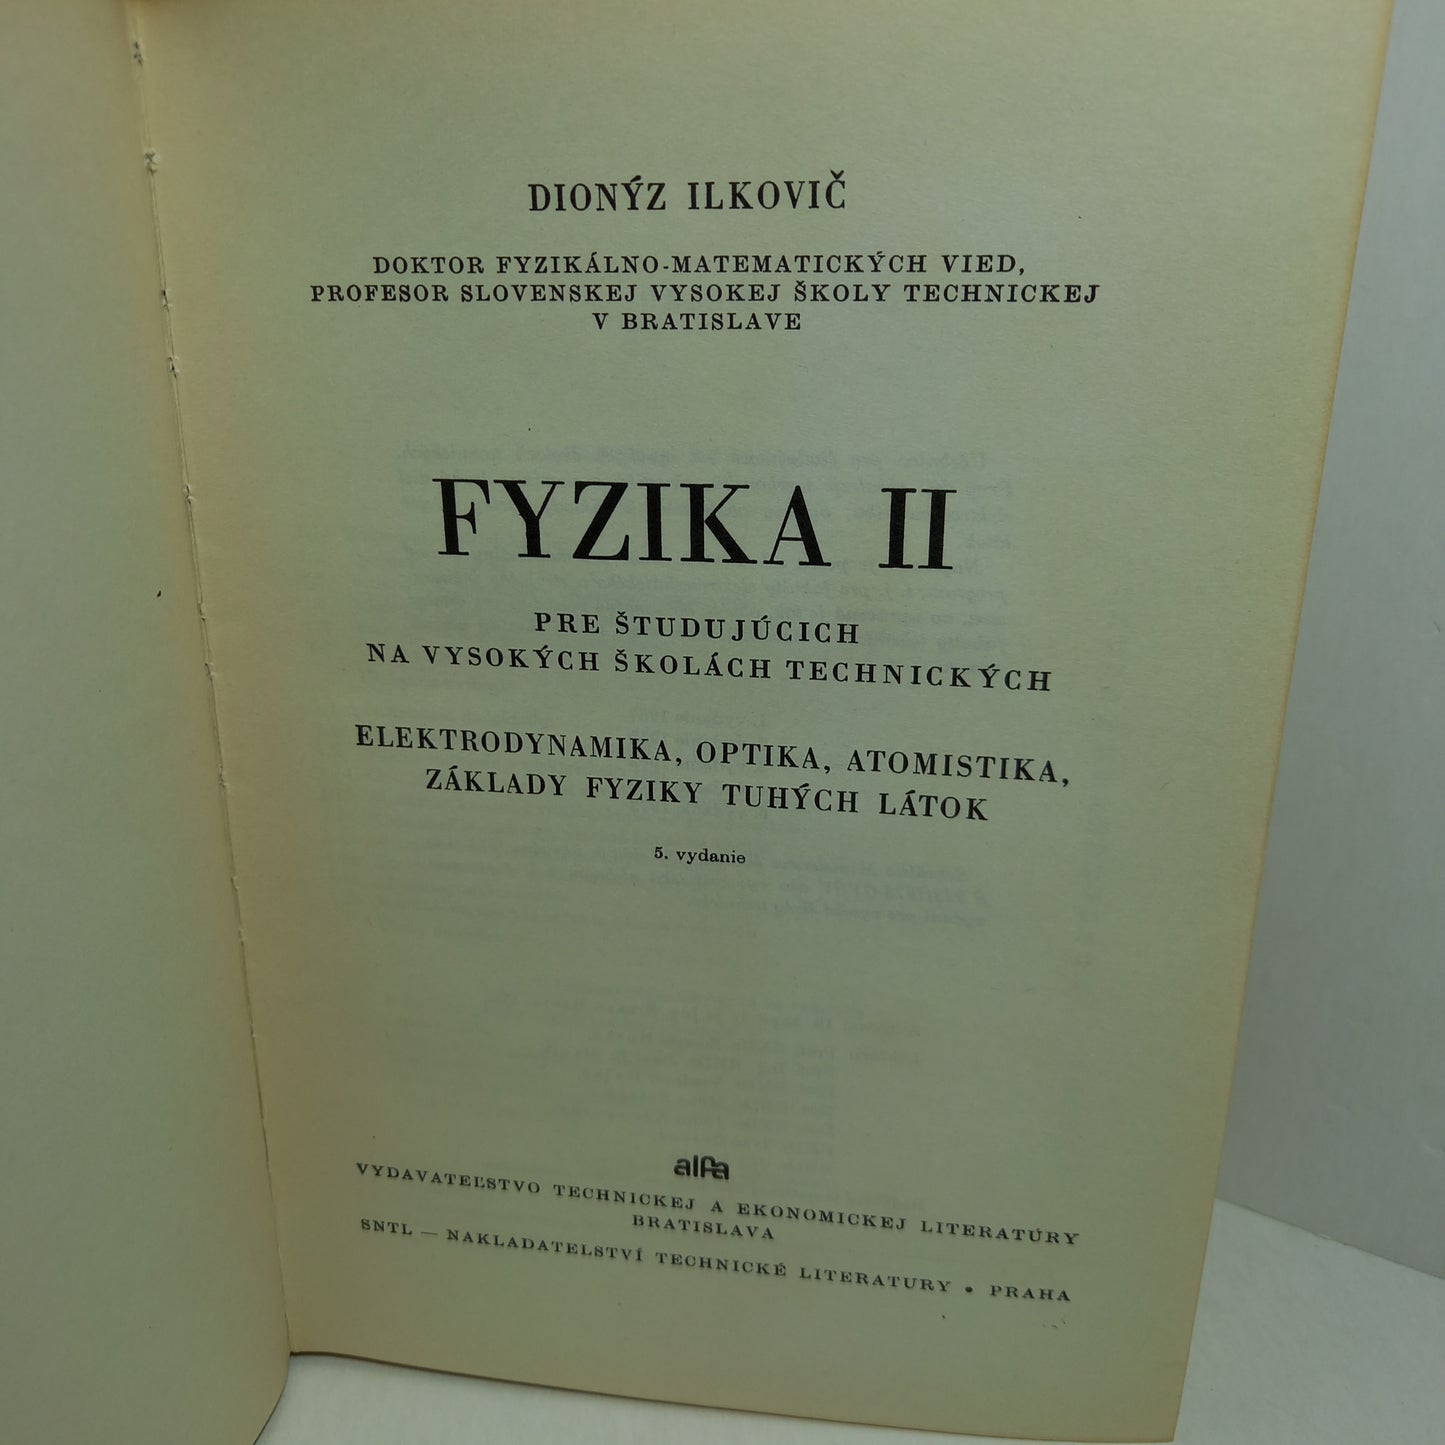 DIONÝZ ILKOVIČ
DOKTOR FYZIKÁLNO-MATEMATICKÝCH VIED,
PROFESOR SLOVENSKEJ VYSOKEJ ŠKOLY TECHNICKEJ
V BRATISLAVE
FYZIKA II
PRE ŠTUDUJÚCICH
NA VYSOKÝCH ŠKOLÁCH TECHNICKÝCH
ELEKTRODYNAMIKA, OPTIKA, ATOMISTIKA,
ZÁKLADY FYZIKY TUHÝCH LÁTOK
5. vydanie
alfa
VYDAVATEĽSTVO TECHNICKEJ A EKONOMICKEJ LITERATÚRY
BRATISLAVA
SNTL — NAKLADATELSTVÍ TECHNICKÉ LITERATURY • PRAHA